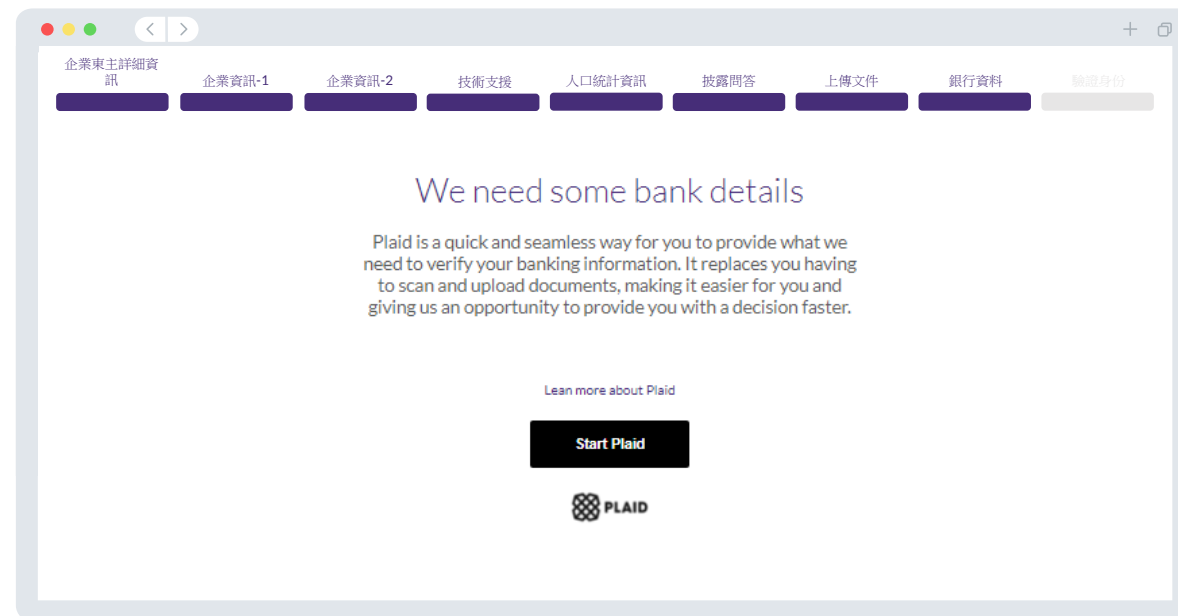 企業東主詳細資
訊
企業資訊-1
企業資訊-2
技術支援
人口統計資訊
披露問答
上傳文件
銀行資料
驗證身份
We need some bank details
Plaid is a quick and seamless way for you to provide what we
need to verify your banking information. It replaces you having
to scan and upload documents, making it easier for you and
giving us an opportunity to provide you with a decision faster.
Lean more about Plaid
Start Plaid
PLAID